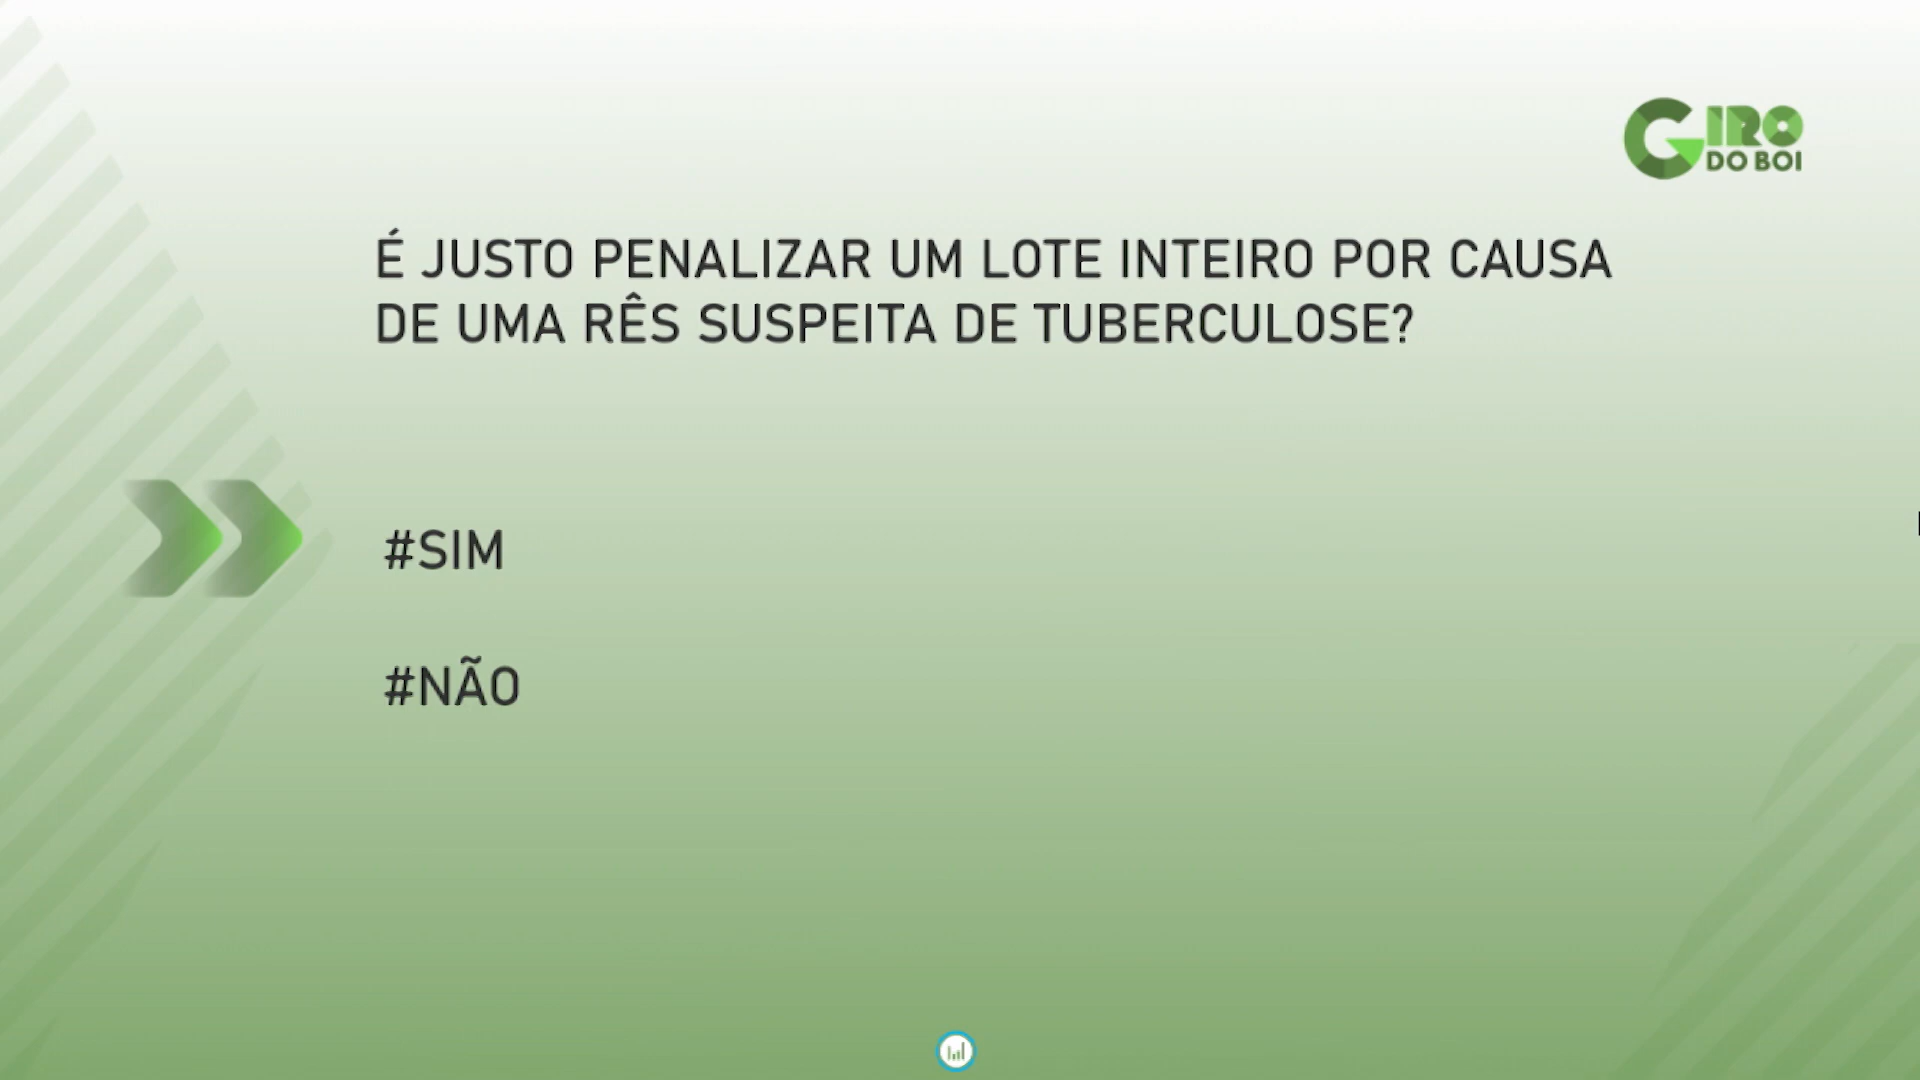 GIRO
DO BOI
É JUSTO PENALIZAR UM LOTE INTEIRO POR CAUSA
DE UMA RÊS SUSPEITA DE TUBERCULOSE?
#SIM
#NÃO